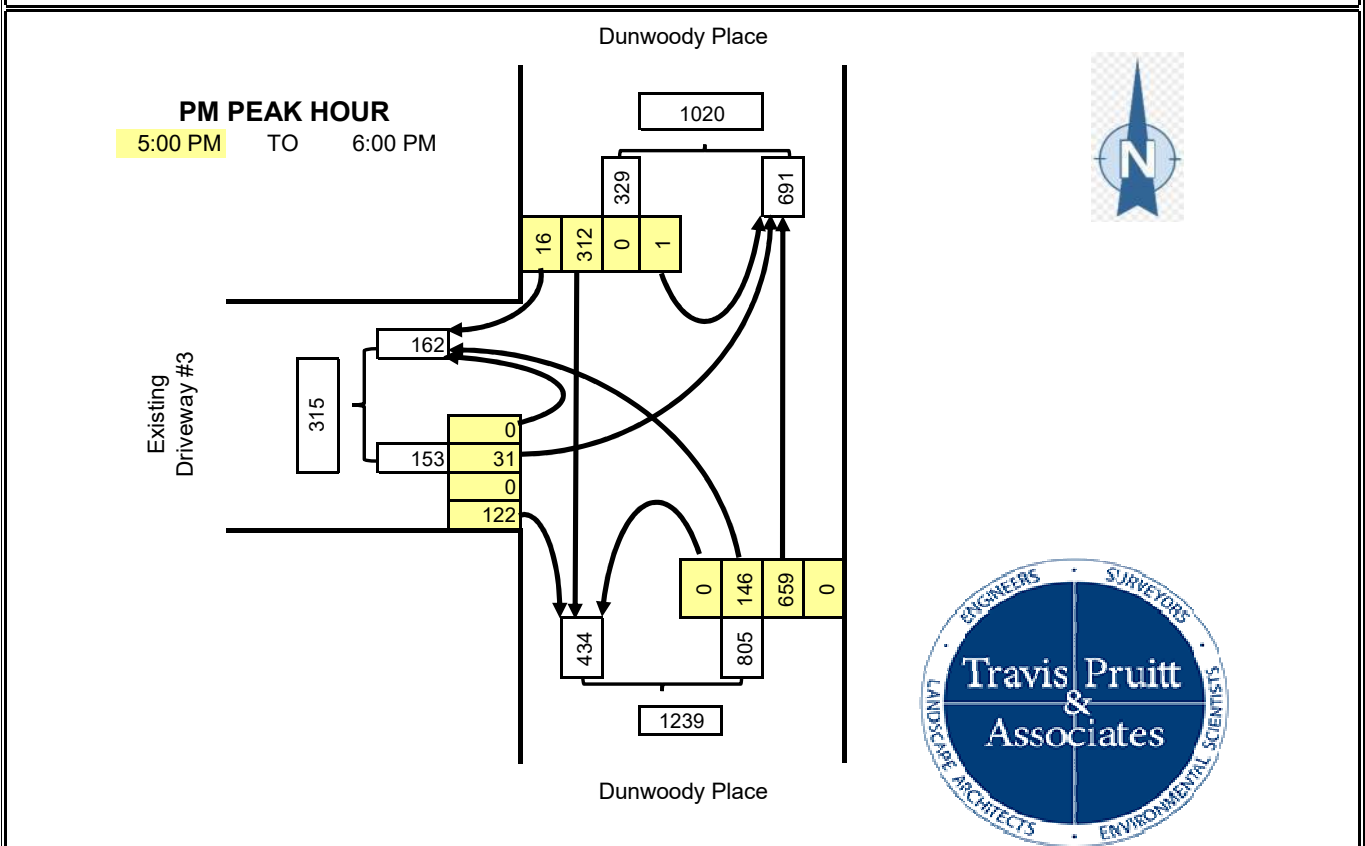 Dunwoody Place
PM PEAK HOUR
5:00 PM TO 6:00 PM
1020
329
691
16 312 0 1
N
162
Existing
Driveway #3
315
0
153 31
0
122
0 146 659 0
434
805
1239
Dunwoody Place
ENGINEERS · SURVEYORS ·
Travis Pruitt
&
Associates
LANDSCAPE ARCHITECTS · ENVIRONMENTAL SCIENTISTS